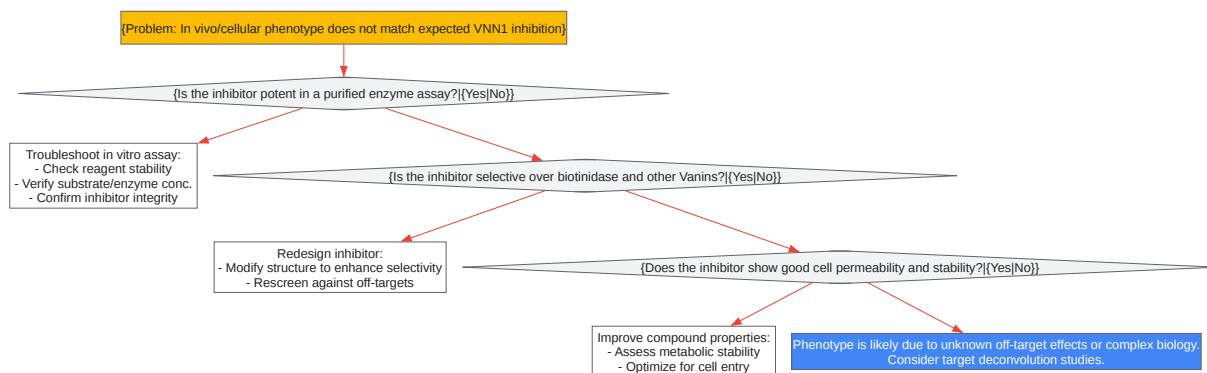 {Problem: In vivo/cellular phenotype does not match expected VNN1 inhibition}
{Is the inhibitor potent in a purified enzyme assay?|{Yes|No}}
Troubleshoot in vitro assay:
- Check reagent stability
- Verify substrate/enzyme conc.
- Confirm inhibitor integrity
{Is the inhibitor selective over biotinidase and other Vanins?|{Yes|No}}
Redesign inhibitor:
- Modify structure to enhance selectivity
- Rescreen against off-targets
{Does the inhibitor show good cell permeability and stability?|{Yes|No}}
Improve compound properties:
- Assess metabolic stability
- Optimize for cell entry
Phenotype is likely due to unknown off-target effects or complex biology.
Consider target deconvolution studies.